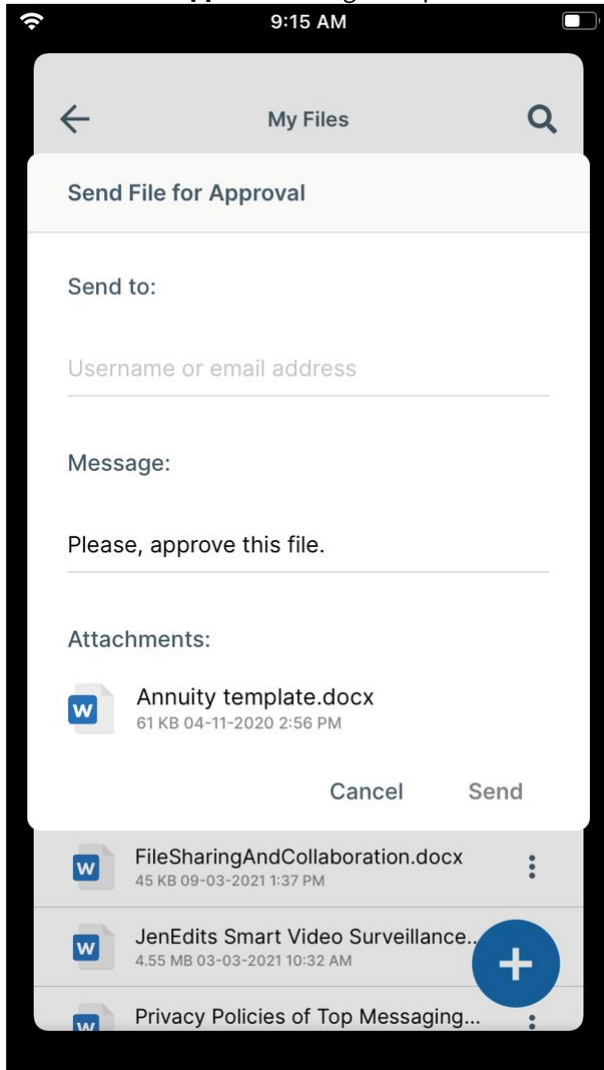 9:15 AM
My Files
Send File for Approval
Send to:
Username or email address
Message:
Please, approve this file.
Attachments:
W
Annuity template.docx
61 KB 04-11-2020 2:56 PM
Cancel Send
W
FileSharingAndCollaboration.docx
45 KB 09-03-2021 1:37 PM
W
JenEdits Smart Video Surveillance..
4.55 MB 03-03-2021 10:32 AM
W
Privacy Policies of Top Messaging...